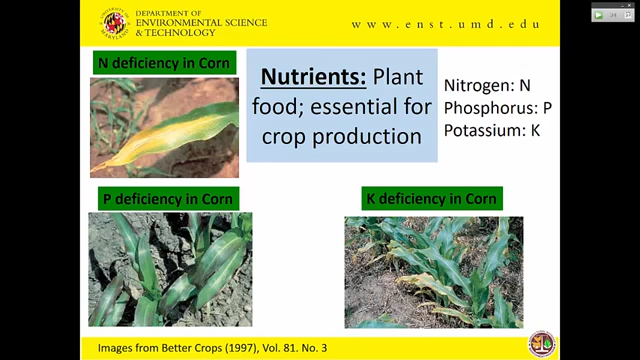 DEPARTMENT OF
ENVIRONMENTAL SCIENCE
& TECHNOLOGY
www.enst.umd.edu
N deficiency in Corn
Nutrients: Plant
food; essential for
crop production
Nitrogen: N
Phosphorus: P
Potassium: K
P deficiency in Corn
K deficiency in Corn
Images from Better Crops (1997), Vol. 81. No. 3